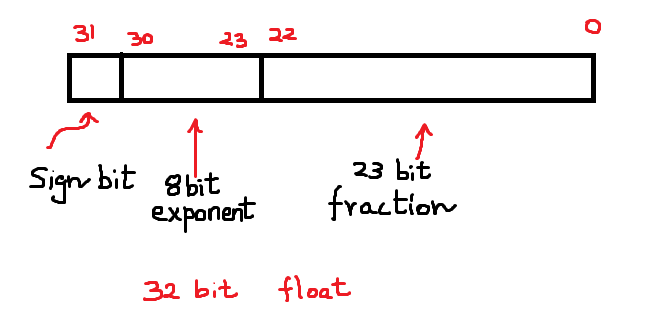 31 30 23 22 0
Sign bit
8bit
exponent
23 bit
fraction
32 bit float